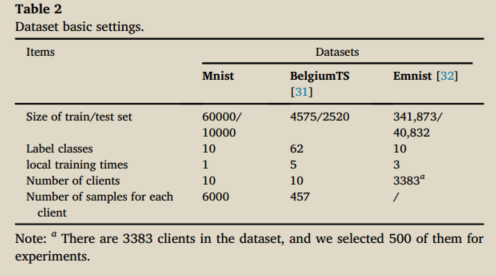 Table 2
Dataset basic settings.
Items Datasets
Mnist BelgiumTS Emnist [32]
[31]
Size of train/test set 60000/ 4575/2520 341,873/
10000 40,832
Label classes 10 62 10
local training times 1 5 3
Number of clients 10 10 3383a
Number of samples for each 6000 457 /
client
Note: a There are 3383 clients in the dataset, and we selected 500 of them for
experiments.